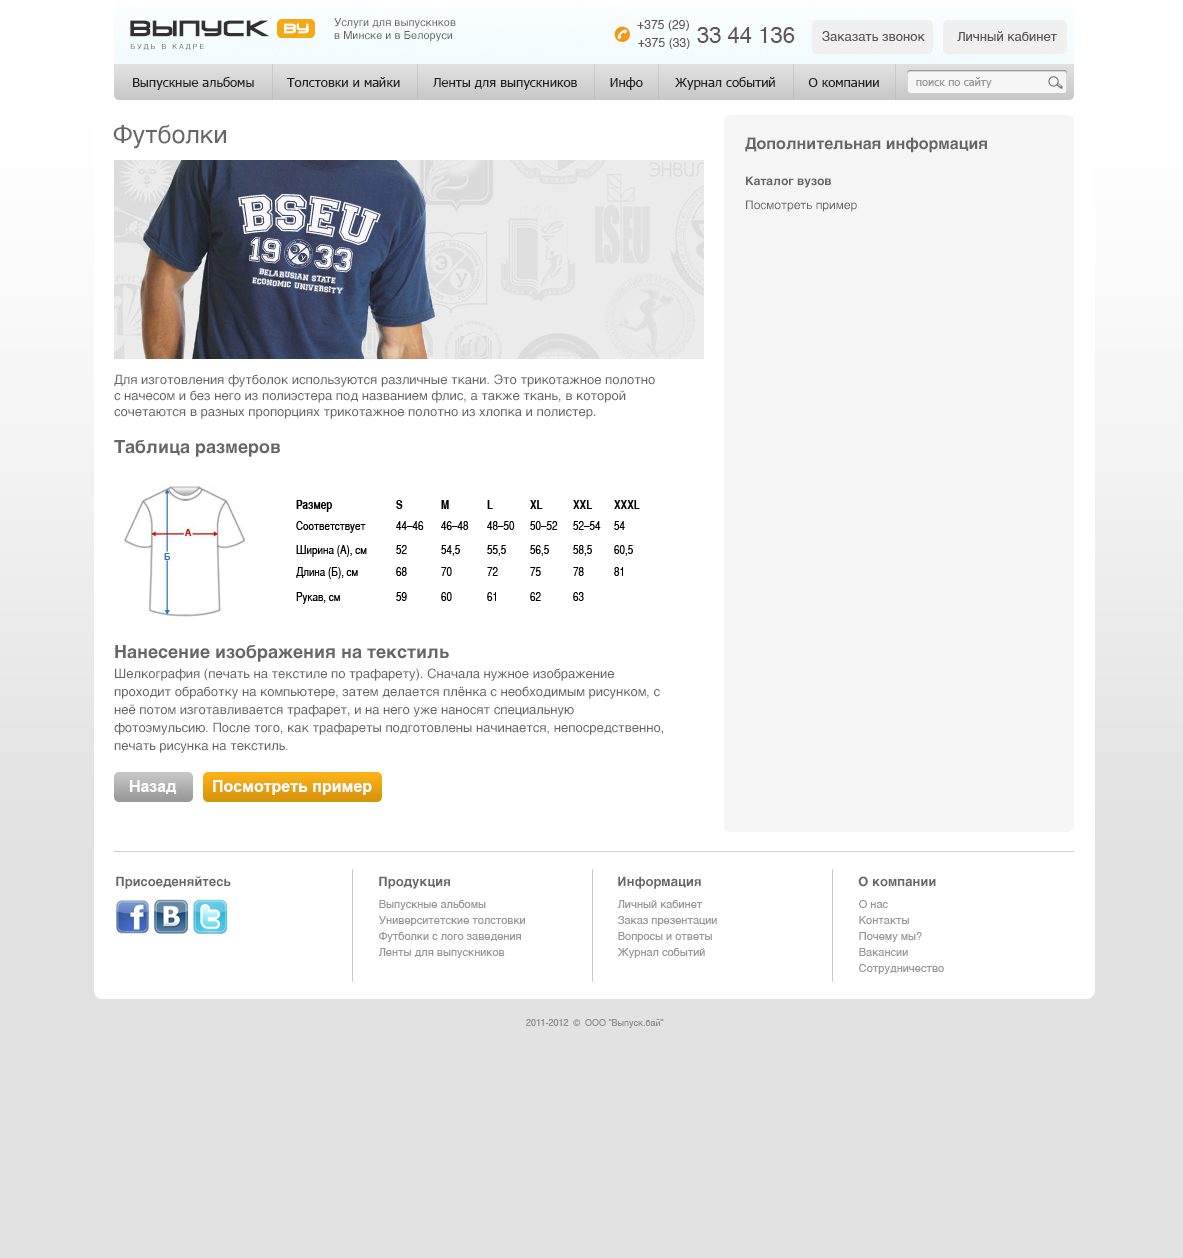 выпуск BY
БУДЬ В КАДРЕ
Услуги для выпускнков
в Минске и в Белоруси
+375 (29)
+375 (33)
33 44 136
Заказать звонок
Личный кабинет
Выпускные альбомы
Толстовки и майки
Ленты для выпускников
Инфо
Журнал событий
О компании
поиск по сайту
Футболки
BSEU
19 ЭУ 33
BELARUSIAN STATE
ECONOMIC UNIVERSITY
ЭУ
BSEU
Для изготовления футболок используются различные ткани. Это трикотажное полотно
с начесом и без него из полиэстера под названием флис, а также ткань, в которой
сочетаются в разных пропорциях трикотажное полотно из хлопка и полистер.
Таблица размеров
А
Б
Размер S M L XL XXL XXXL
Соответствует 44–46 46–48 48–50 50–52 52–54 54
Ширина (А), см 52 54,5 55,5 56,5 58,5 60,5
Длина (Б), см 68 70 72 75 78 81
Рукав, см 59 60 61 62 63
Нанесение изображения на текстиль
Шелкография (печать на текстиле по трафарету). Сначала нужное изображение
проходит обработку на компьютере, затем делается плёнка с необходимым рисунком, с
неё потом изготавливается трафарет, и на него уже наносят специальную
фотоэмульсию. После того, как трафареты подготовлены начинается, непосредственно,
печать рисунка на текстиль.
Назад
Посмотреть пример
Дополнительная информация
Каталог вузов
Посмотреть пример
Присоеденяйтесь
f B t
Продукция
Выпускные альбомы
Университетские толстовки
Футболки с лого заведения
Ленты для выпускников
Информация
Личный кабинет
Заказ презентации
Вопросы и ответы
Журнал событий
О компании
О нас
Контакты
Почему мы?
Вакансии
Сотрудничество
2011-2012 © ООО "Выпуск.бай"